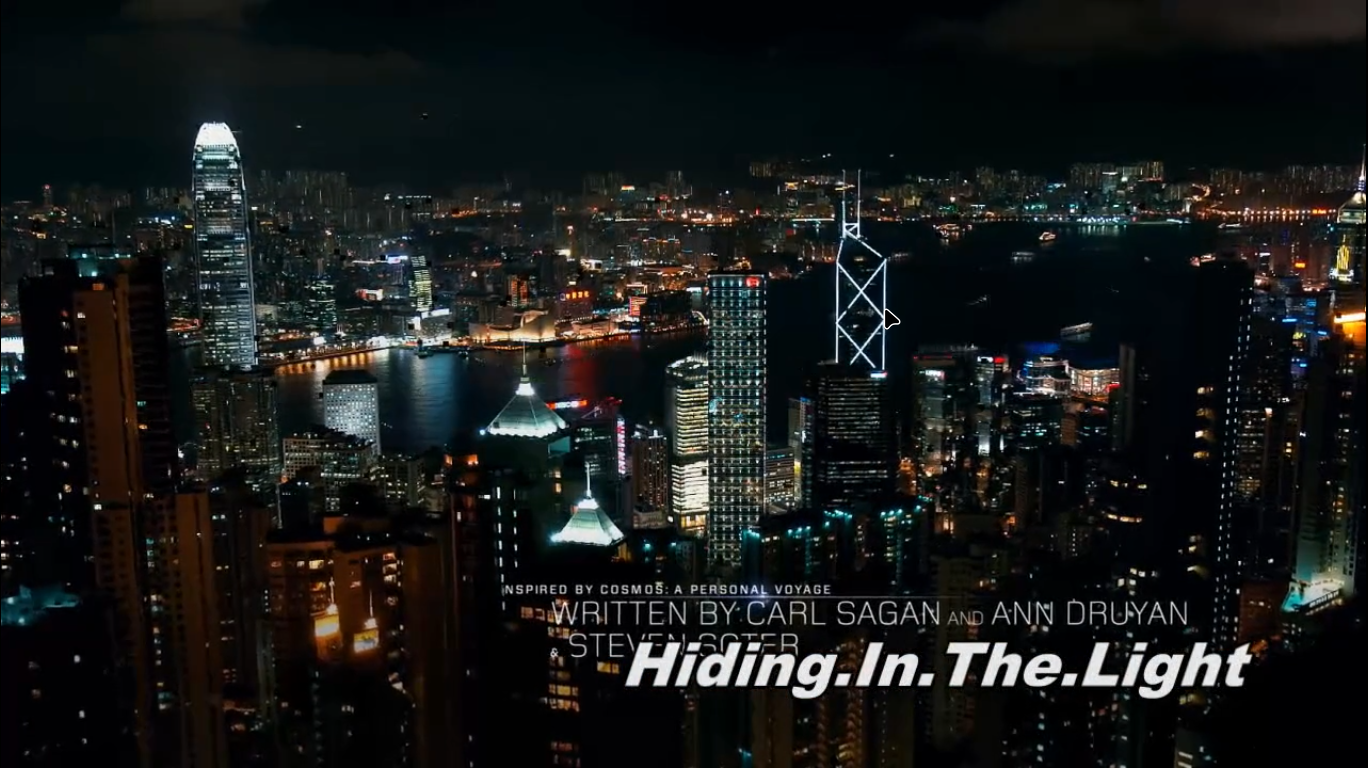 INSPIRED BY COSMOS: A PERSONAL VOYAGE
WRITTEN BY CARL SAGAN AND ANN DRUYAN
& STEVEN SOTER
Hiding.In.The.Light